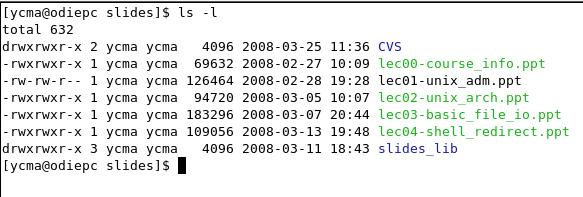 [ycma@odiepc slides]$ ls -l
total 632
drwxrwxr-x 2 ycma ycma   4096 2008-03-25 11:36 CVS
-rwxrwxr-x 1 ycma ycma  69632 2008-02-27 10:09 lec00-course_info.ppt
-rw-rw-r-- 1 ycma ycma 126464 2008-02-28 19:28 lec01-unix_adm.ppt
-rwxrwxr-x 1 ycma ycma  94720 2008-03-05 10:07 lec02-unix_arch.ppt
-rwxrwxr-x 1 ycma ycma 183296 2008-03-07 20:44 lec03-basic_file_io.ppt
-rwxrwxr-x 1 ycma ycma 109056 2008-03-13 19:48 lec04-shell_redirect.ppt
drwxrwxr-x 3 ycma ycma   4096 2008-03-11 18:43 slides_lib
[ycma@odiepc slides]$